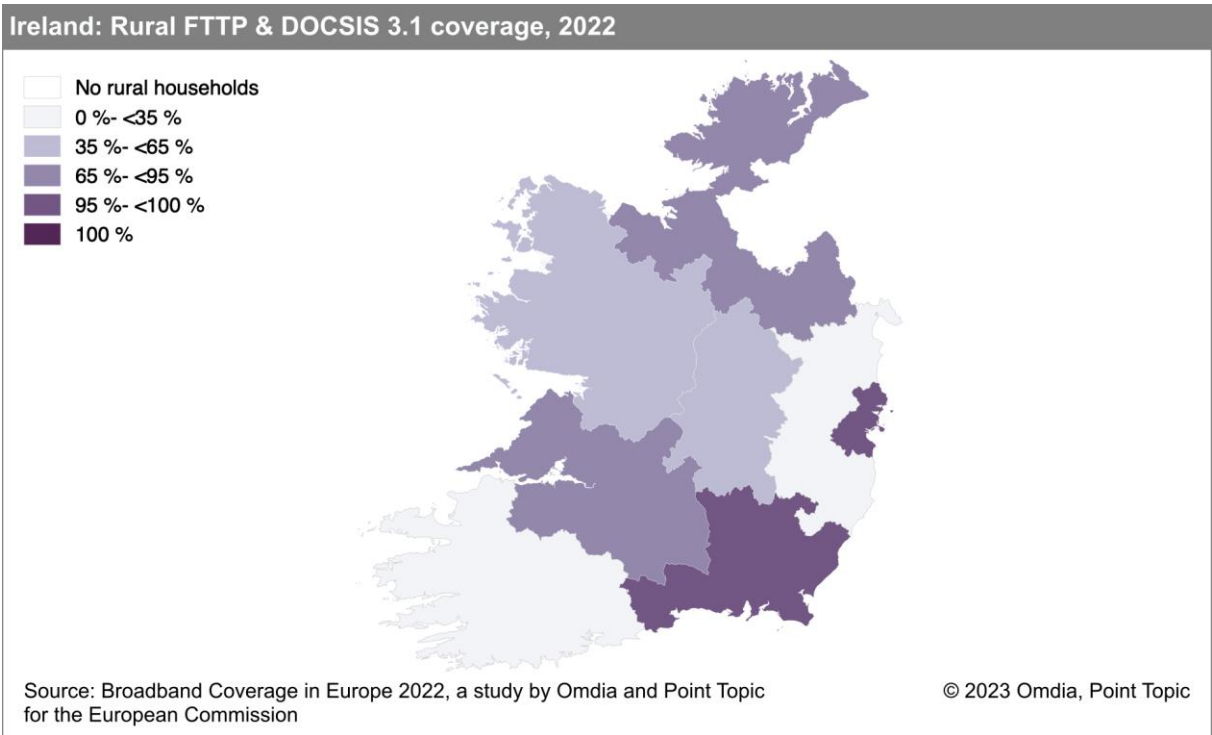 Ireland: Rural FTTP & DOCSIS 3.1 coverage, 2022
No rural households
0 %- <35 %
35 %- <65 %
65 %- <95 %
95 %- <100 %
100 %
Source: Broadband Coverage in Europe 2022, a study by Omdia and Point Topic
for the European Commission
© 2023 Omdia, Point Topic